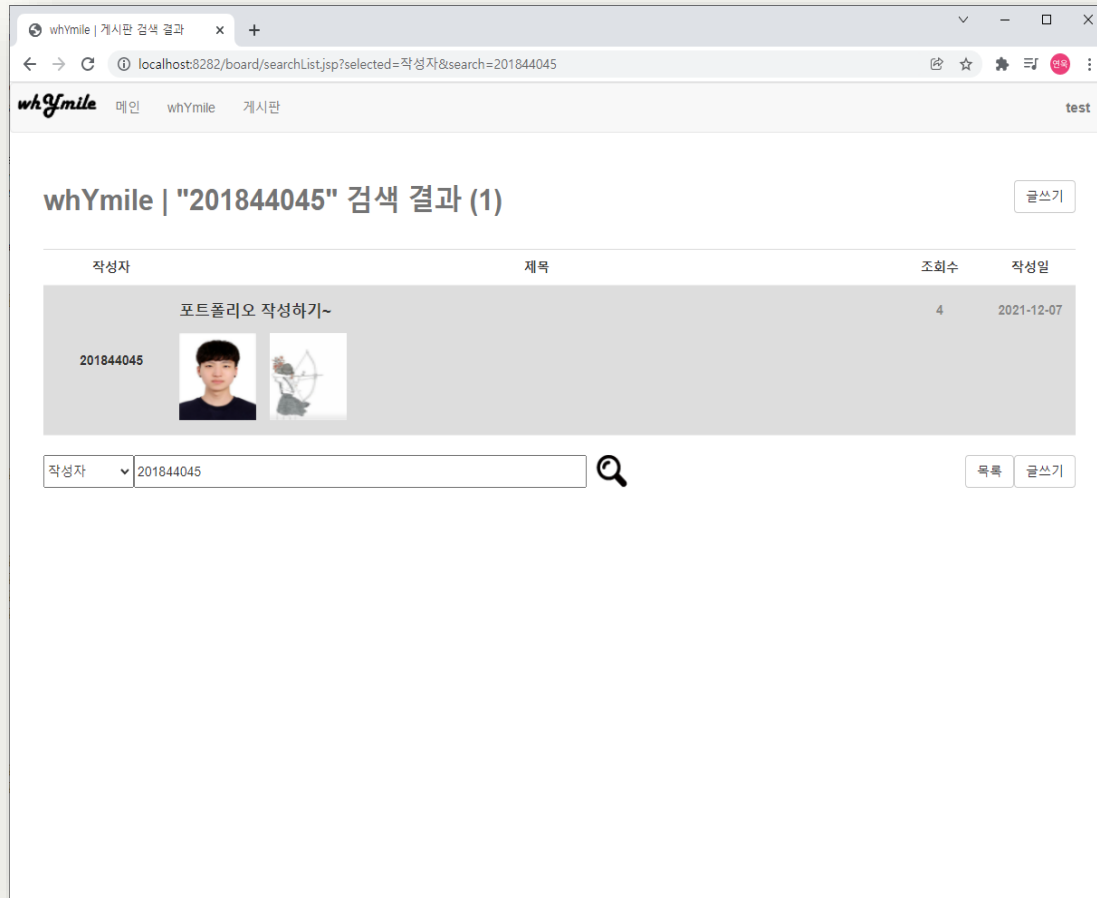 whYmile | 게시판 검색 결과
localhost:8282/board/searchList.jsp?selected=작성자&search=201844045
연욱
whYmile 메인 whYmile 게시판 test
whYmile | "201844045" 검색 결과 (1) 글쓰기
작성자 제목 조회수 작성일
포트폴리오 작성하기~ 4 2021-12-07
201844045
작성자 201844045 목록 글쓰기